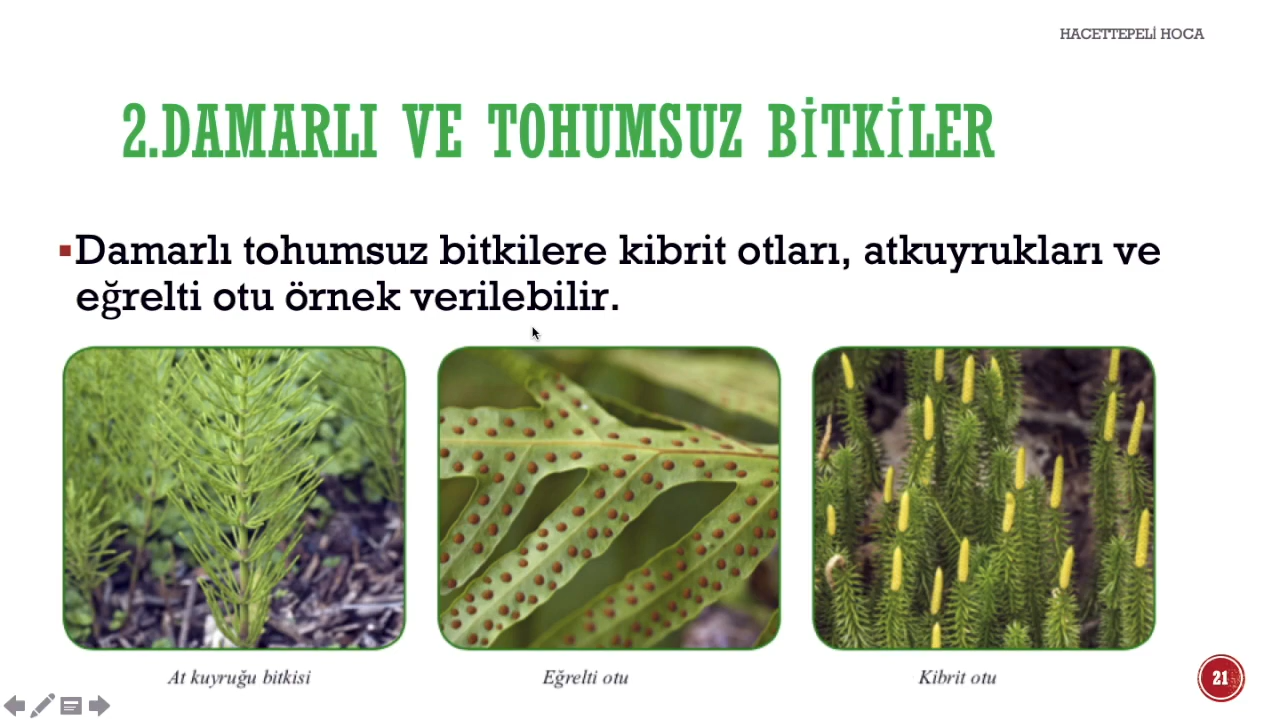 HACETTEPELİ HOCA
2.DAMARLI VE TOHUMSUZ BİTKİLER
▪Damarlı tohumsuz bitkilere kibrit otları, atkuyrukları ve
eğrelti otu örnek verilebilir.
At kuyruğu bitkisi
Eğrelti otu
Kibrit otu
21